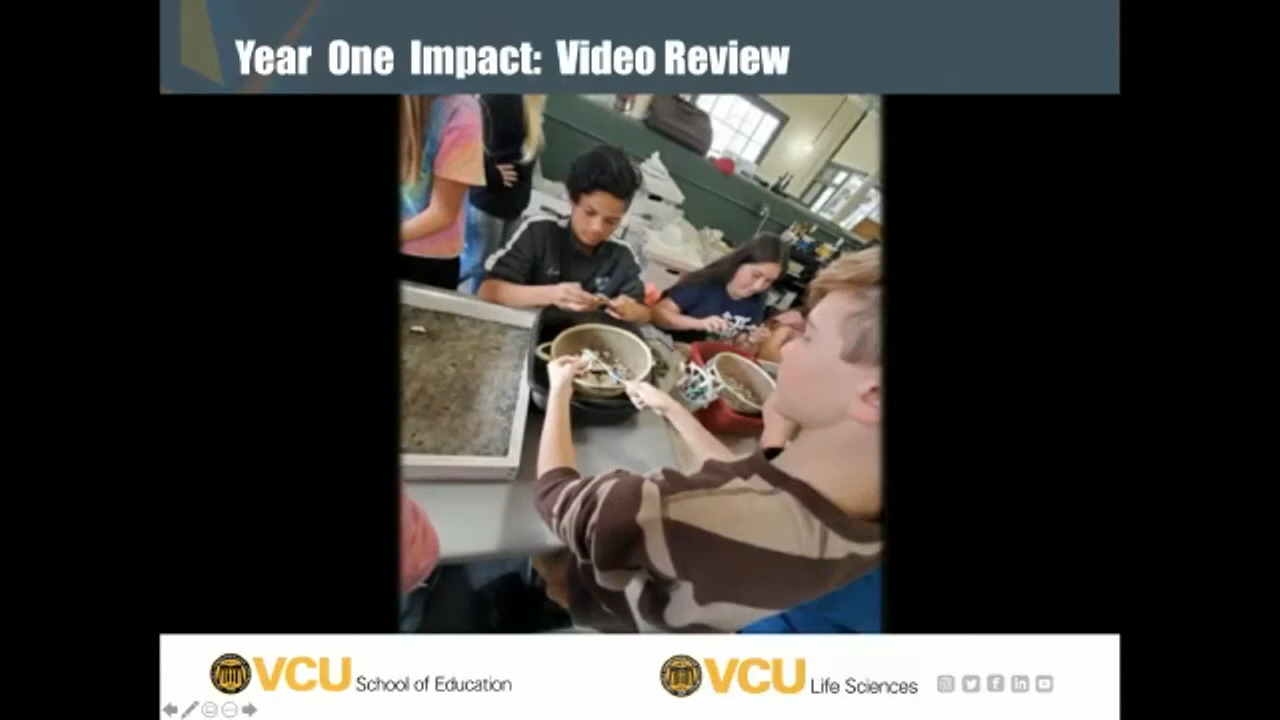 Year One Impact: Video Review
VCU School of Education
VCU Life Sciences